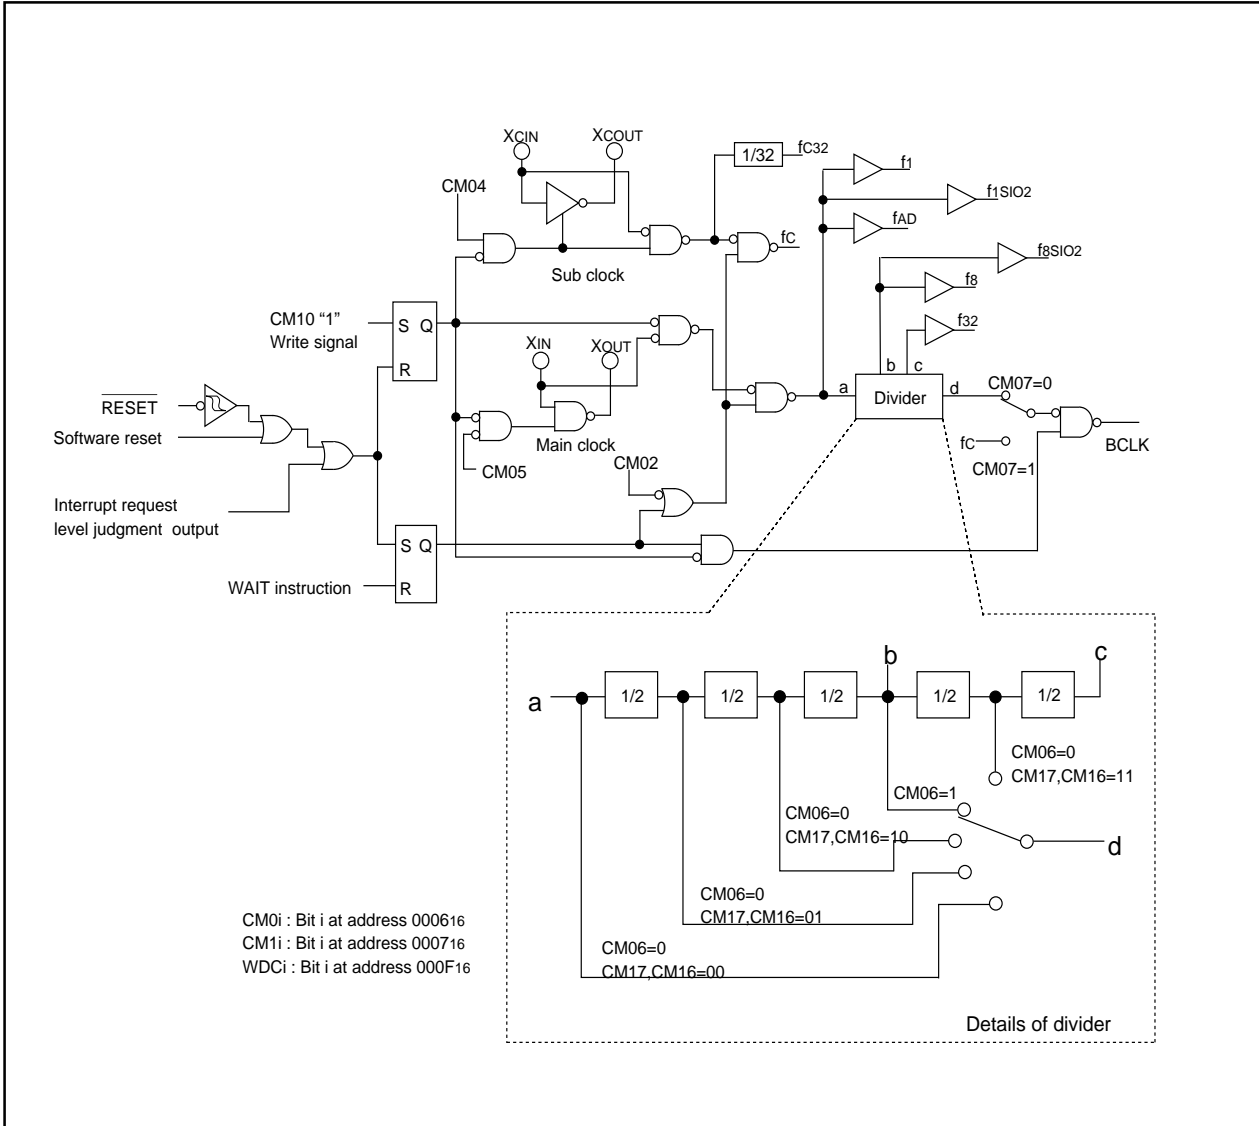 XCIN
XCOUT
1/32
fC32
f1
f1SIO2
CM04
fAD
fC
Sub clock
f8SIO2
f8
f32
CM10 “1”
Write signal
S Q
R
XIN
XOUT
Main clock
CM05
RESET
Software reset
Interrupt request
level judgment output
CM02
a
b
c
d
Divider
CM07=0
fC
CM07=1
BCLK
S Q
R
WAIT instruction
a
1/2
1/2
1/2
b
1/2
1/2
c
CM06=0
CM17,CM16=11
CM06=1
CM06=0
CM17,CM16=10
d
CM06=0
CM17,CM16=01
CM06=0
CM17,CM16=00
Details of divider
CM0i : Bit i at address 000616
CM1i : Bit i at address 000716
WDCi : Bit i at address 000F16